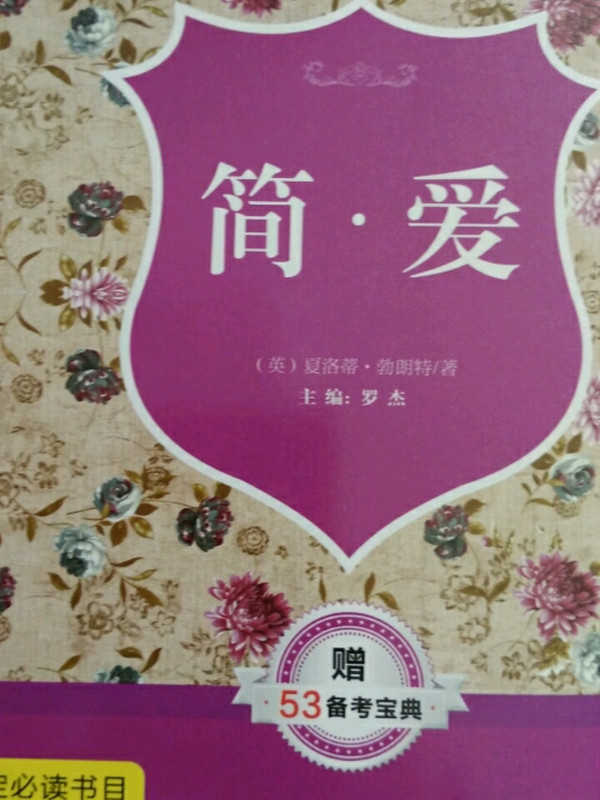 简·爱
(英)夏洛蒂·勃朗特/著
主编:罗杰
赠
·53备考宝典·
定必读书目